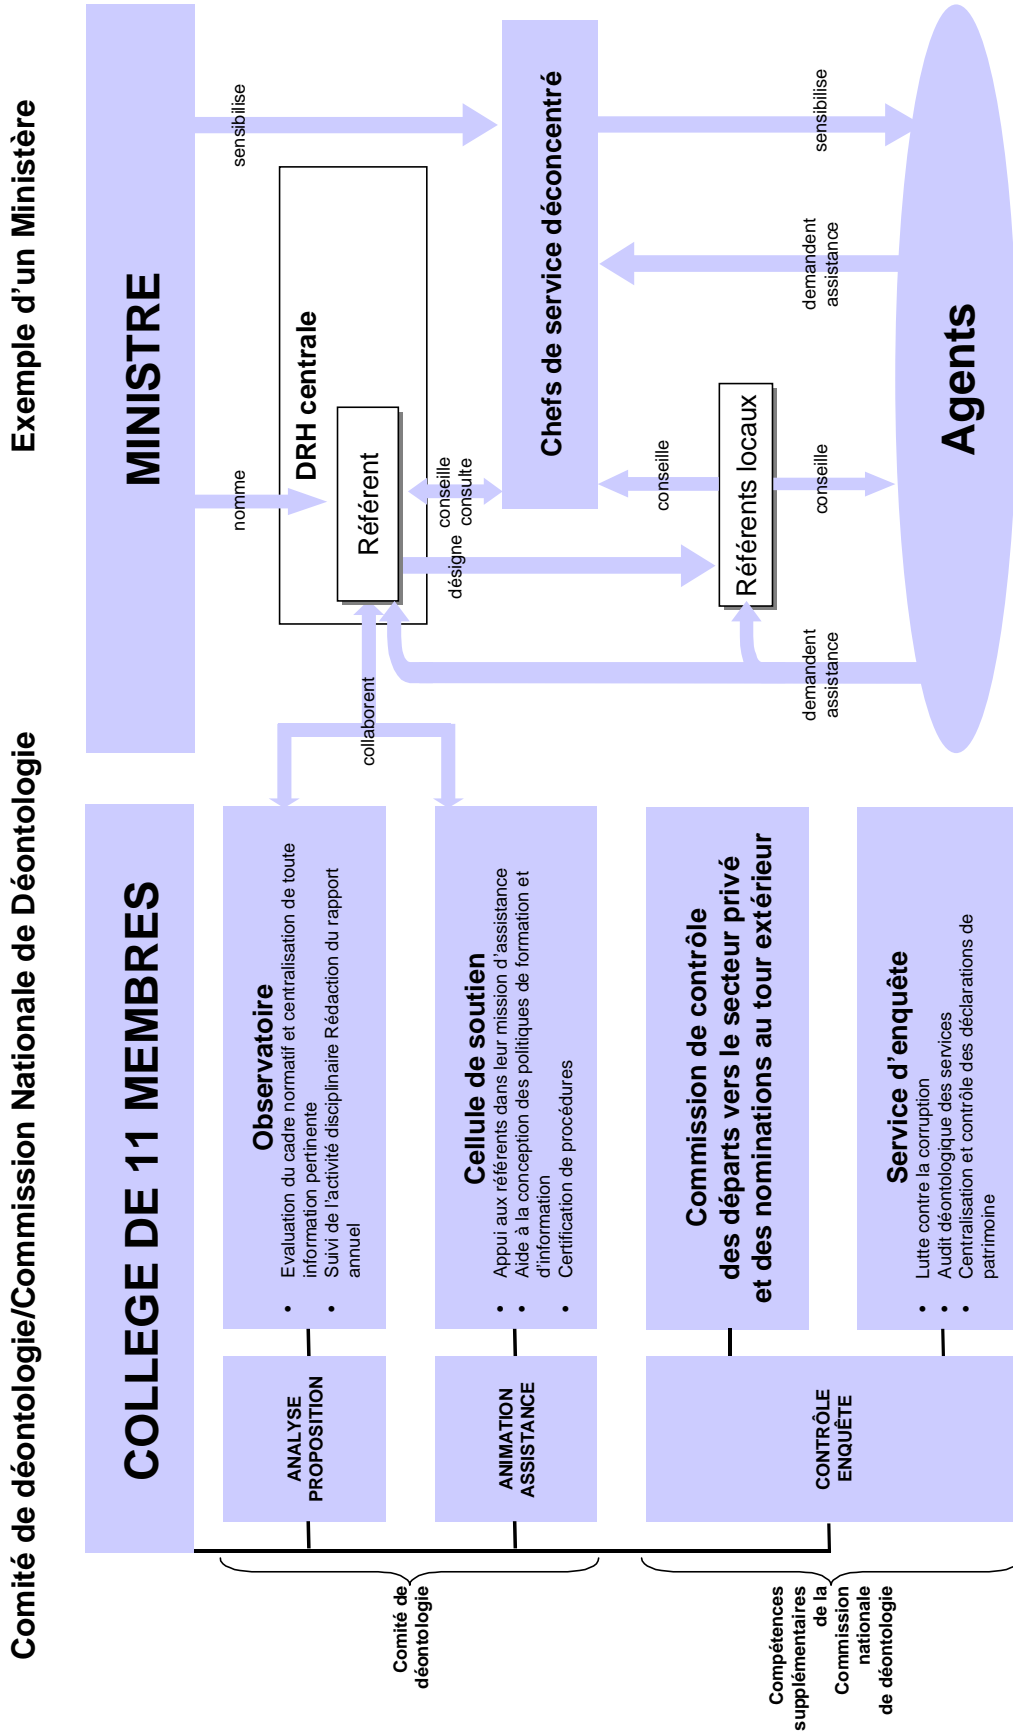 Comité de déontologie/Commission Nationale de Déontologie
Exemple d'un Ministère
COLLEGE DE 11 MEMBRES
Comité de
déontologie
ANALYSE
PROPOSITION
Observatoire
• Evaluation du cadre normatif et centralisation de toute
information pertinente
• Suivi de l'activité disciplinaire Rédaction du rapport
annuel
ANIMATION
ASSISTANCE
Cellule de soutien
• Appui aux référents dans leur mission d'assistance
• Aide à la conception des politiques de formation et
d'information
• Certification de procédures
Compétences
supplémentaires
de la
Commission
nationale
de déontologie
CONTRÔLE
ENQUÊTE
Commission de contrôle
des départs vers le secteur privé
et des nominations au tour extérieur
Service d'enquête
• Lutte contre la corruption
• Audit déontologique des services
• Centralisation et contrôle des déclarations de
patrimoine
MINISTRE
nomme
sensibilise
DRH centrale
Référent
collaborent
désigne
conseille
consulte
Chefs de service déconcentré
conseille
Référents locaux
conseille
demandent
assistance
demandent
assistance
sensibilise
Agents